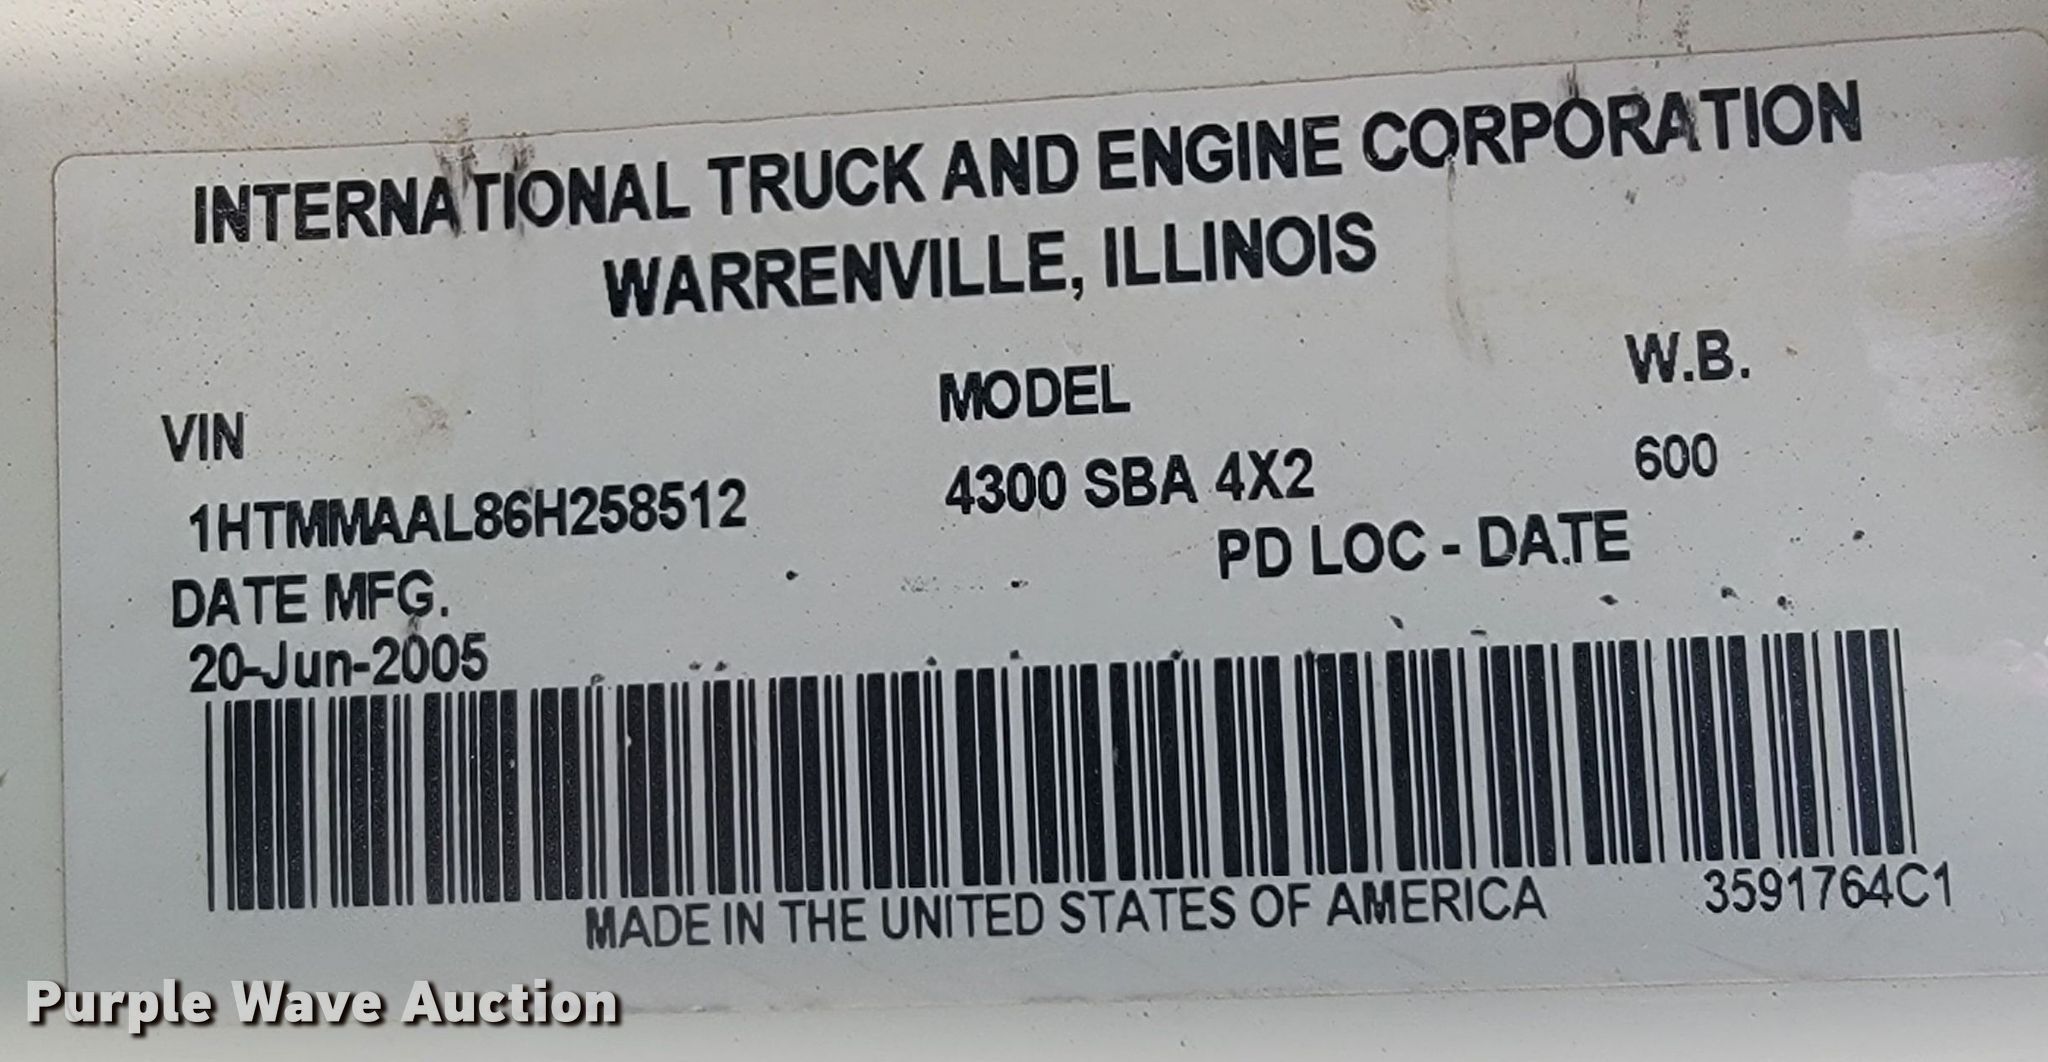 INTERNATIONAL TRUCK AND ENGINE CORPORATION
WARRENVILLE, ILLINOIS
VIN MODEL W.B.
1HTMMAAL86H258512 4300 SBA 4X2 600
DATE MFG. PD LOC - DATE
20-Jun-2005
MADE IN THE UNITED STATES OF AMERICA 3591764C1
Purple Wave Auction